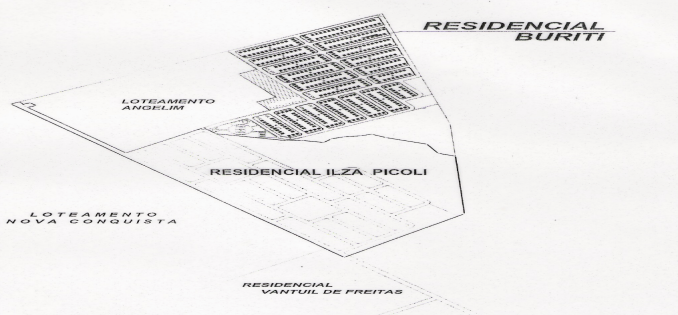 RESIDENCIAL
BURITI
LOTEAMENTO
ANGELIM
RESIDENCIAL ILZA PICOLI
LOTEAMENTO
NOVA CONQUISTA
RESIDENCIAL
VANTUIL DE FREITAS